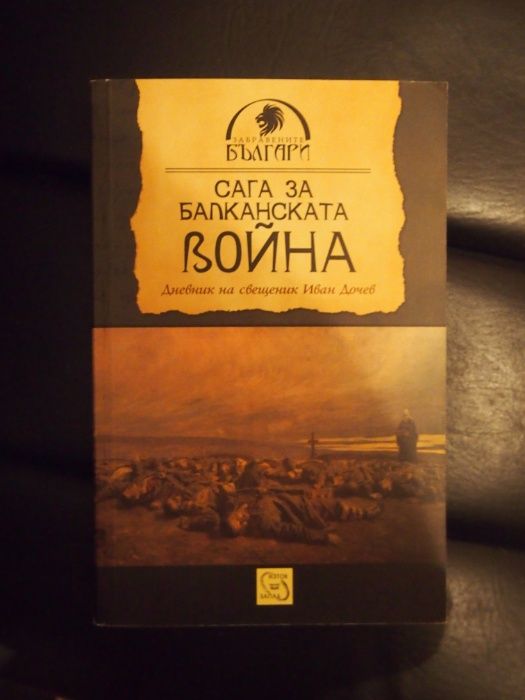 ЗАБРАВЕНИТЕ
БЪЛГАРИ
САГА ЗА
БАЛКАНСКАТА
ВОЙНА
Дневник на свещеник Иван Дочев
ИЗТОК
ЗАПАД